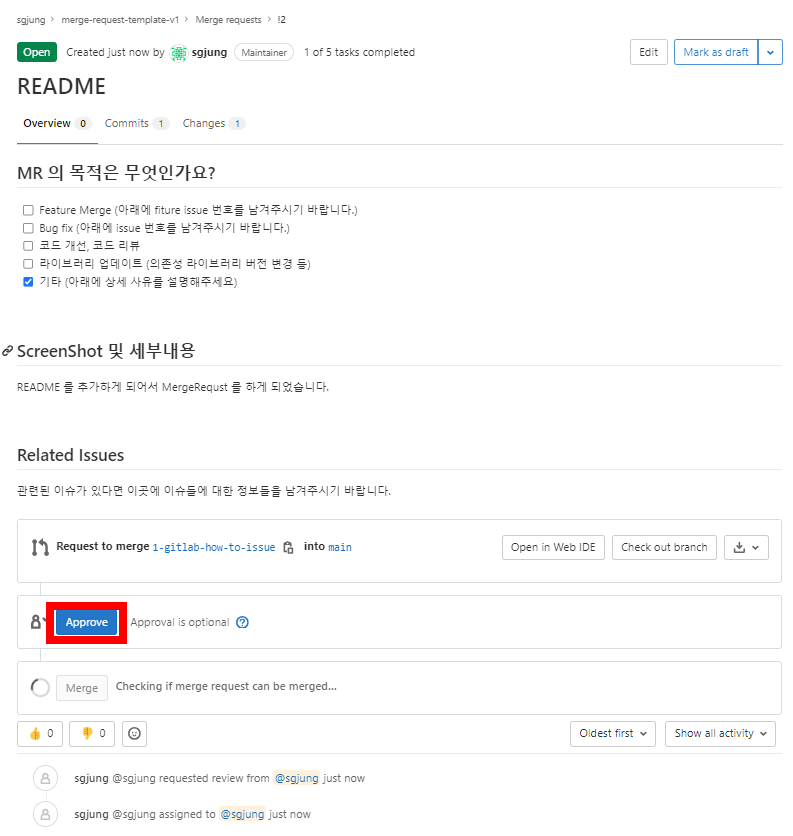 sgjung > merge-request-template-v1 > Merge requests > !2
Open Created just now by sgjung Maintainer 1 of 5 tasks completed Edit Mark as draft
README
Overview 0 Commits 1 Changes 1
MR 의 목적은 무엇인가요?
Feature Merge (아래에 fiture issue 번호를 남겨주시기 바랍니다.)
Bug fix (아래에 issue 번호를 남겨주시기 바랍니다.)
코드 개선, 코드 리뷰
라이브러리 업데이트 (의존성 라이브러리 버전 변경 등)
기타 (아래에 상세 사유를 설명해주세요)
ScreenShot 및 세부내용
README 를 추가하게 되어서 MergeRequst 를 하게 되었습니다.
Related Issues
관련된 이슈가 있다면 이곳에 이슈들에 대한 정보들을 남겨주시기 바랍니다.
Request to merge 1-gitlab-how-to-issue into main Open in Web IDE Check out branch
Approve Approval is optional
Merge Checking if merge request can be merged...
0 0 Oldest first Show all activity
sgjung @sgjung requested review from @sgjung just now
sgjung @sgjung assigned to @sgjung just now